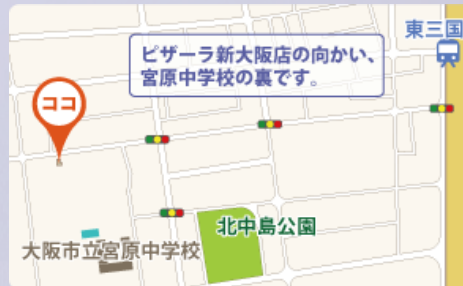 東三国
ピザーラ新大阪店の向かい、
宮原中学校の裏です。
ココ
北中島公園
大阪市立宮原中学校